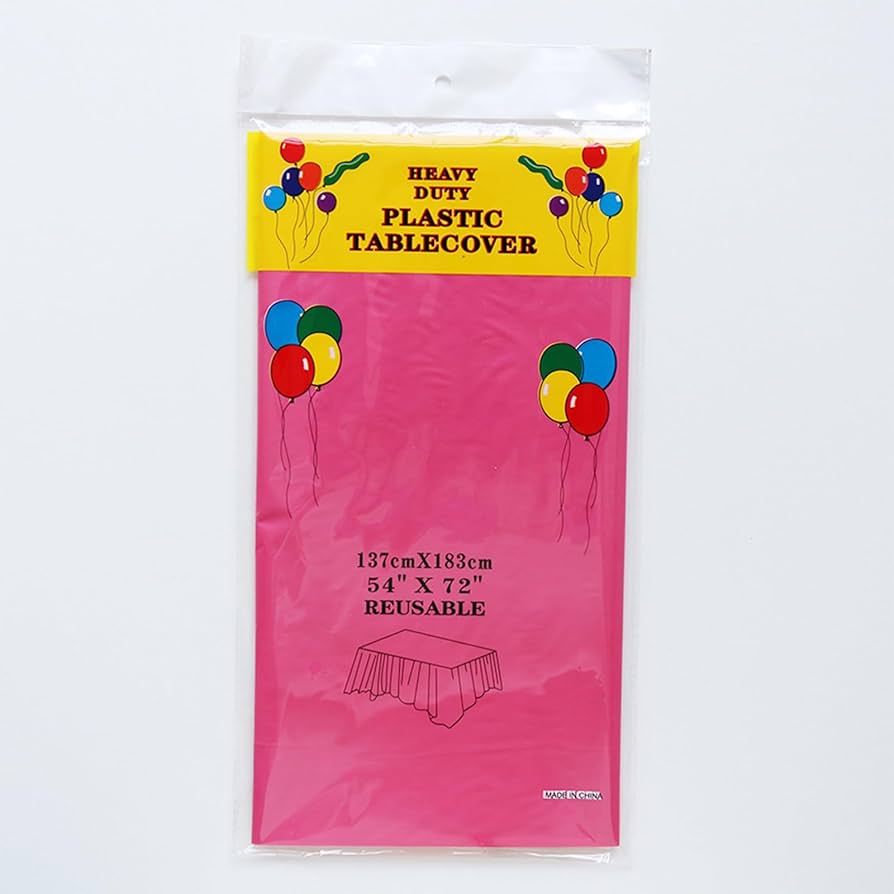 HEAVY
DUTY
PLASTIC
TABLECOVER
137cmX183cm
54" X 72"
REUSABLE
MADE IN CHINA